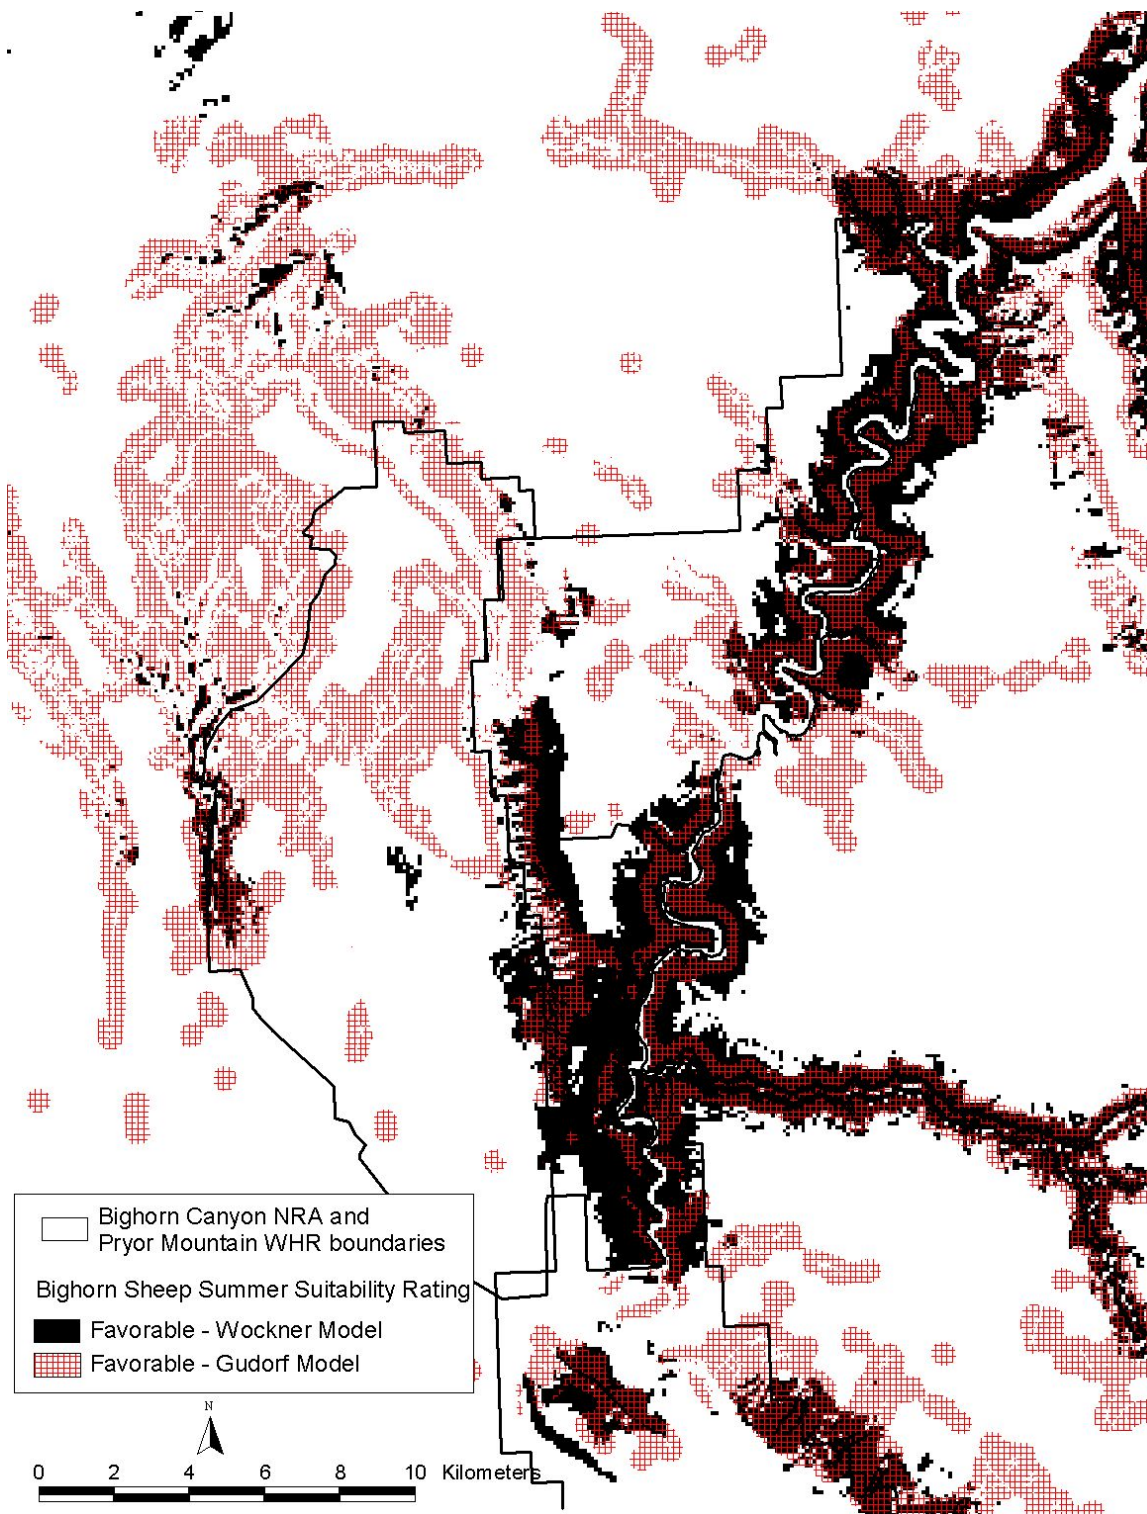 Bighorn Canyon NRA and
Pryor Mountain WHR boundaries
Bighorn Sheep Summer Suitability Rating
Favorable - Wockner Model
Favorable - Gudorf Model
N
0 2 4 6 8 10 Kilometers